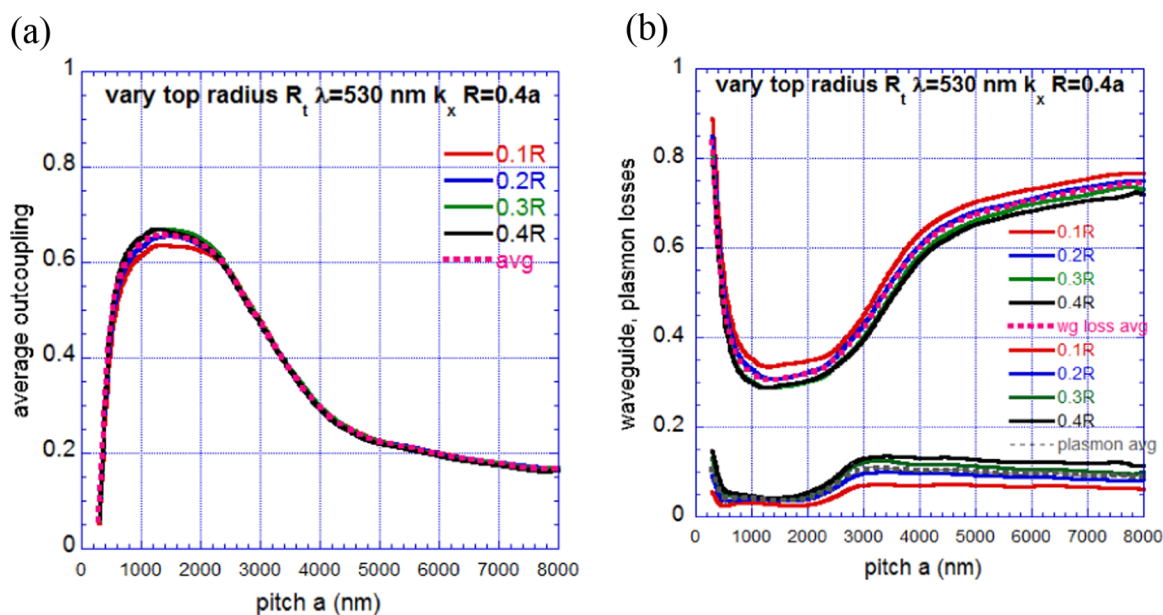 (a)
vary top radius Rt λ=530 nm kx R=0.4a
0.1R
0.2R
0.3R
0.4R
avg
average outcoupling
1
0.8
0.6
0.4
0.2
0
0 1000 2000 3000 4000 5000 6000 7000 8000
pitch a (nm)
(b)
vary top radius Rt λ=530 nm kx R=0.4a
0.1R
0.2R
0.3R
0.4R
wg loss avg
0.1R
0.2R
0.3R
0.4R
plasmon avg
waveguide, plasmon losses
1
0.8
0.6
0.4
0.2
0
0 1000 2000 3000 4000 5000 6000 7000 8000
pitch a (nm)